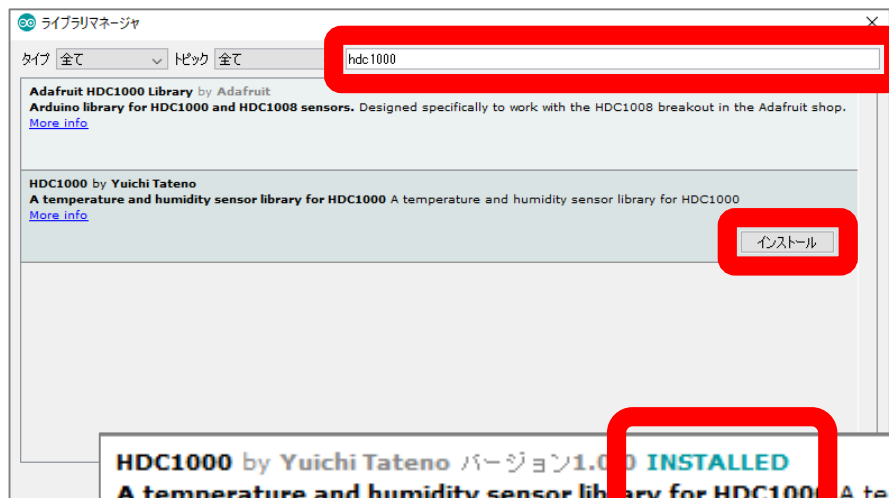 ライブラリマネージャ
タイプ 全て トピック 全て hdc1000
Adafruit HDC1000 Library by Adafruit
Arduino library for HDC1000 and HDC1008 sensors. Designed specifically to work with the HDC1008 breakout in the Adafruit shop.
More info
HDC1000 by Yuichi Tateno
A temperature and humidity sensor library for HDC1000 A temperature and humidity sensor library for HDC1000
More info
インストール
HDC1000 by Yuichi Tateno バージョン1.0.0 INSTALLED
A temperature and humidity sensor library for HDC1000 A te